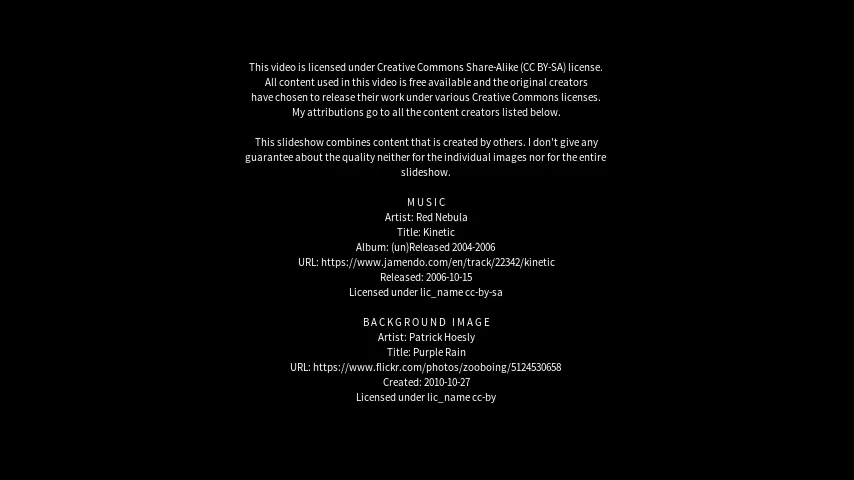 This video is licensed under Creative Commons Share-Alike (CC BY-SA) license.
All content used in this video is free available and the original creators
have chosen to release their work under various Creative Commons licenses.
My attributions go to all the content creators listed below.
This slideshow combines content that is created by others. I don't give any
guarantee about the quality neither for the individual images nor for the entire
slideshow.
MUSIC
Artist: Red Nebula
Title: Kinetic
Album: (un)Released 2004-2006
URL: https://www.jamendo.com/en/track/22342/kinetic
Released: 2006-10-15
Licensed under lic_name cc-by-sa
BACKGROUND IMAGE
Artist: Patrick Hoesly
Title: Purple Rain
URL: https://www.flickr.com/photos/zooboing/5124530658
Created: 2010-10-27
Licensed under lic_name cc-by